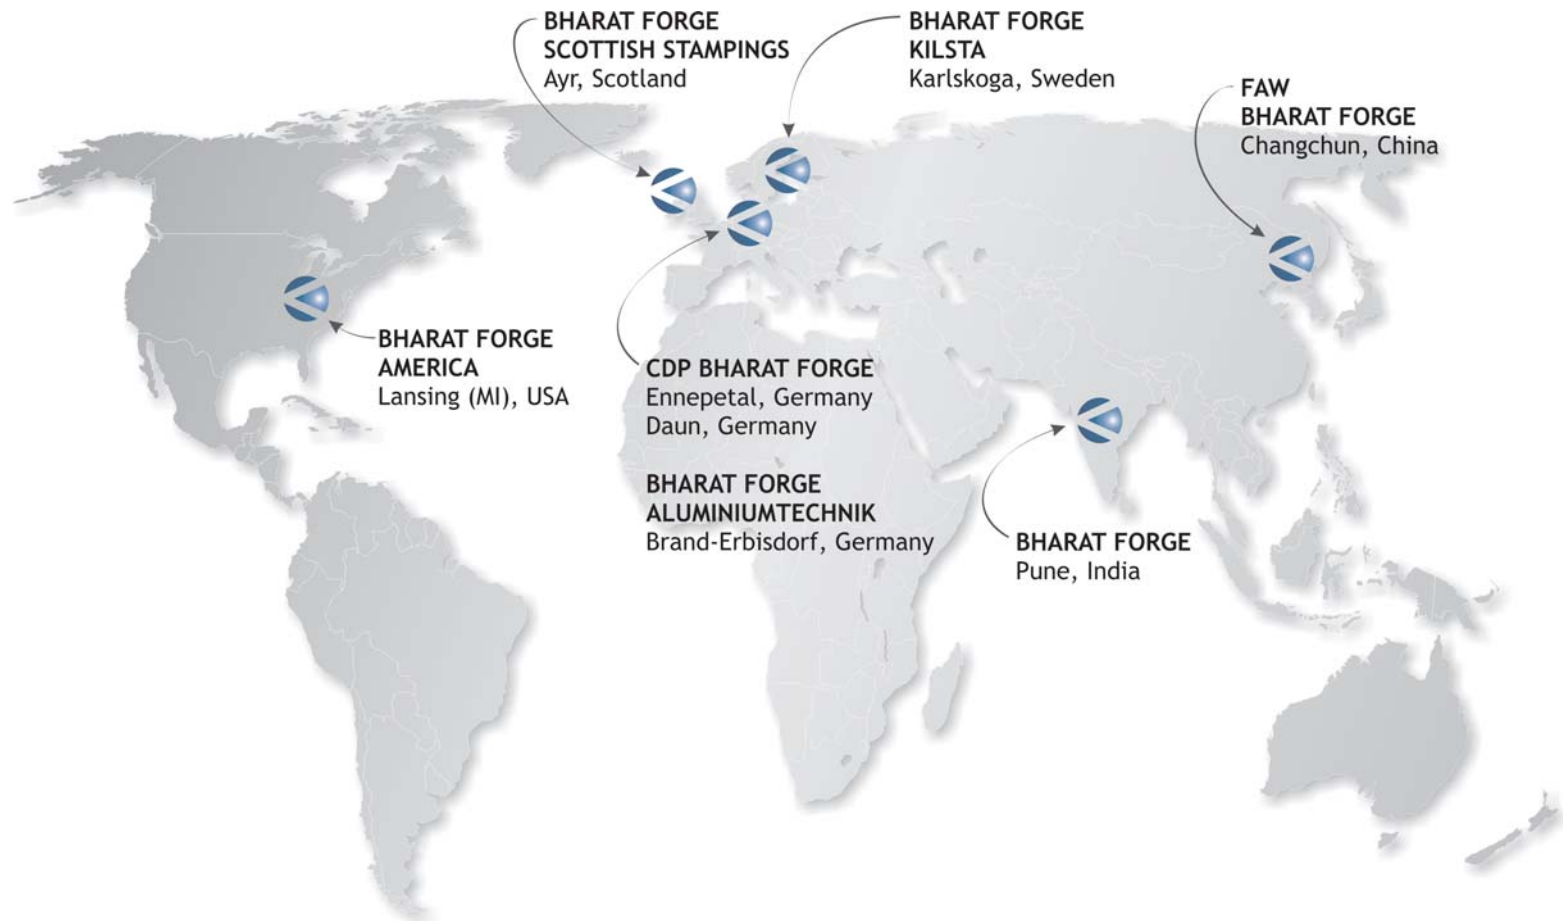 BHARAT FORGE
SCOTTISH STAMPINGS
Ayr, Scotland
BHARAT FORGE
KILSTA
Karlskoga, Sweden
FAW
BHARAT FORGE
Changchun, China
BHARAT FORGE
AMERICA
Lansing (MI), USA
CDP BHARAT FORGE
Ennepetal, Germany
Daun, Germany
BHARAT FORGE
ALUMINIUMTECHNIK
Brand-Erbisdorf, Germany
BHARAT FORGE
Pune, India